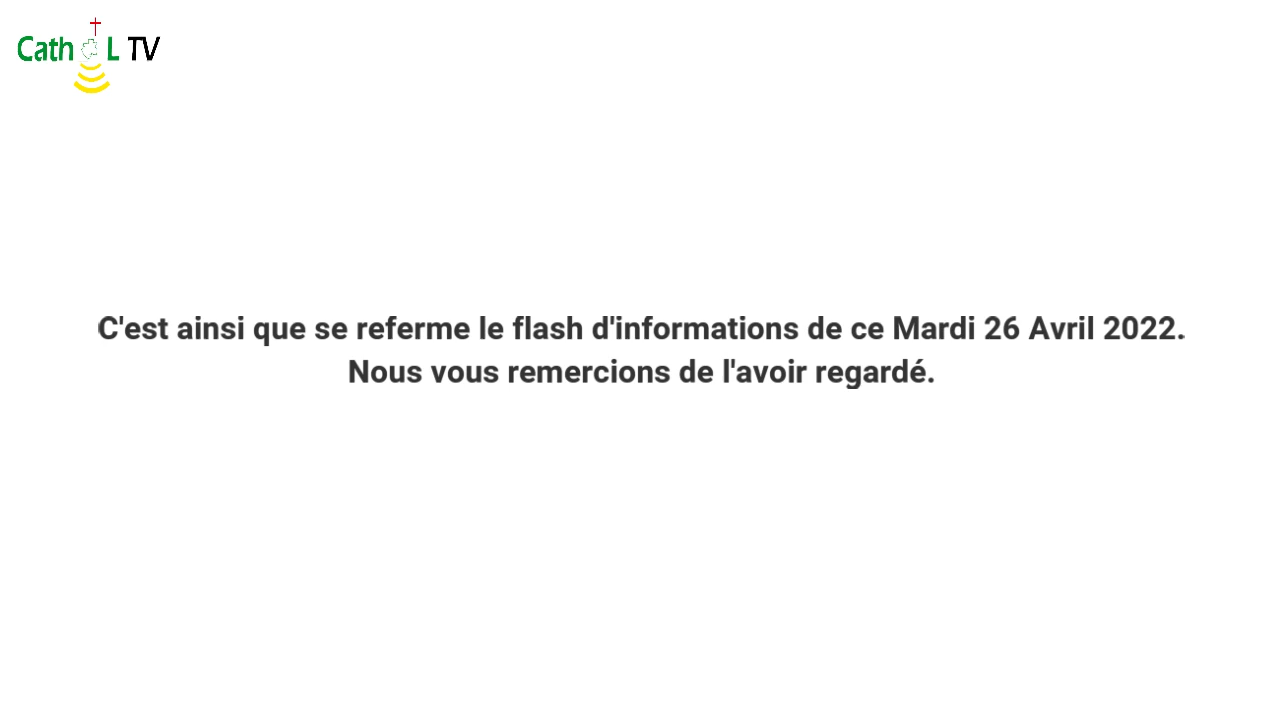 Cath L TV
C'est ainsi que se referme le flash d'informations de ce Mardi 26 Avril 2022.
Nous vous remercions de l'avoir regardé.